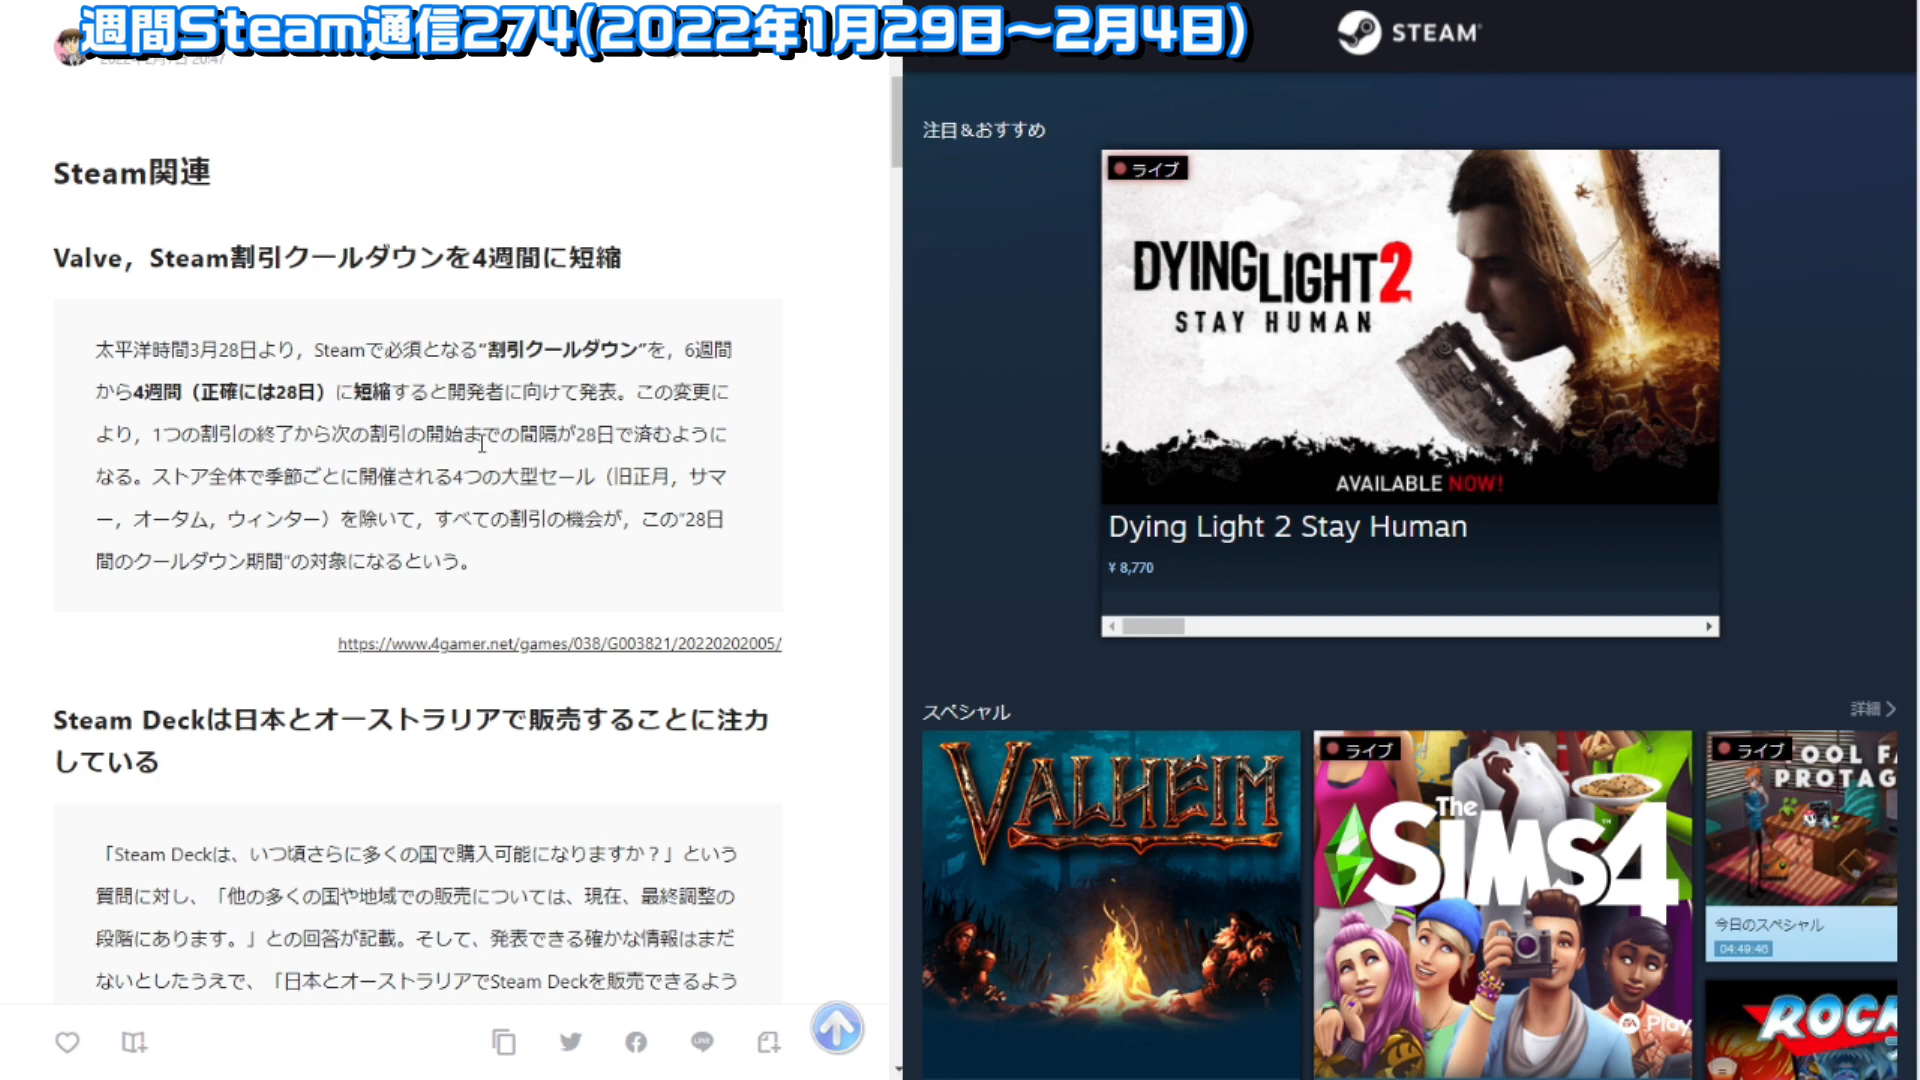 週間Steam通信274(2022年1月29日～2月4日)
Steam関連
Valve，Steam割引クールダウンを4週間に短縮
太平洋時間3月28日より，Steamで必須となる“割引クールダウン”を，6週間
から4週間（正確には28日）に短縮すると開発者に向けて発表。この変更に
より，1つの割引の終了から次の割引の開始までの間隔が28日で済むように
なる。ストア全体で季節ごとに開催される4つの大型セール（旧正月，サマ
ー，オータム，ウィンター）を除いて，すべての割引の機会が，この“28日
間のクールダウン期間”の対象になるという。
https://www.4gamer.net/games/038/G003821/20220202005/
Steam Deckは日本とオーストラリアで販売することに注力
している
「Steam Deckは、いつ頃さらに多くの国で購入可能になりますか？」という
質問に対し、「他の多くの国や地域での販売については、現在、最終調整の
段階にあります。」との回答が記載。そして、発表できる確かな情報はまだ
ないとしたうえで、「日本とオーストラリアでSteam Deckを販売できるよう
LINE
STEAM
注目＆おすすめ
ライブ
DYING LIGHT 2
STAY HUMAN
AVAILABLE NOW!
Dying Light 2 Stay Human
¥ 8,770
スペシャル
詳細
VALHEIM
ライブ
The SIMS 4
EA Play
ライブ
OOL FA
PROTAG
今日のスペシャル
04:49:46
ROCK